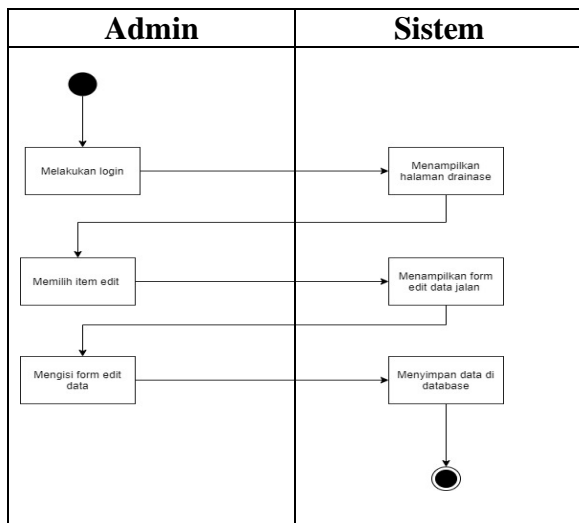 Admin
Sistem
Melakukan login
Menampilkan
halaman drainase
Memilih item edit
Menampilkan form
edit data jalan
Mengisi form edit
data
Menyimpan data di
database